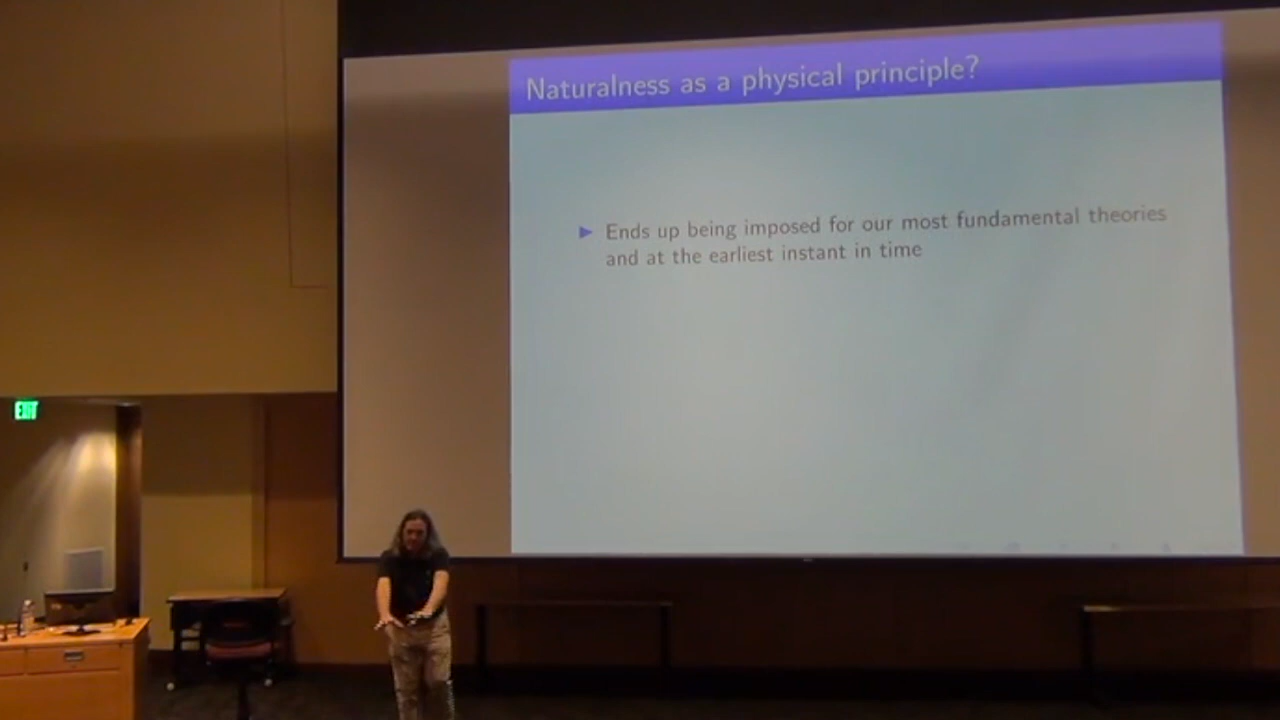 Naturalness as a physical principle?
Ends up being imposed for our most fundamental theories
and at the earliest instant in time
EXIT